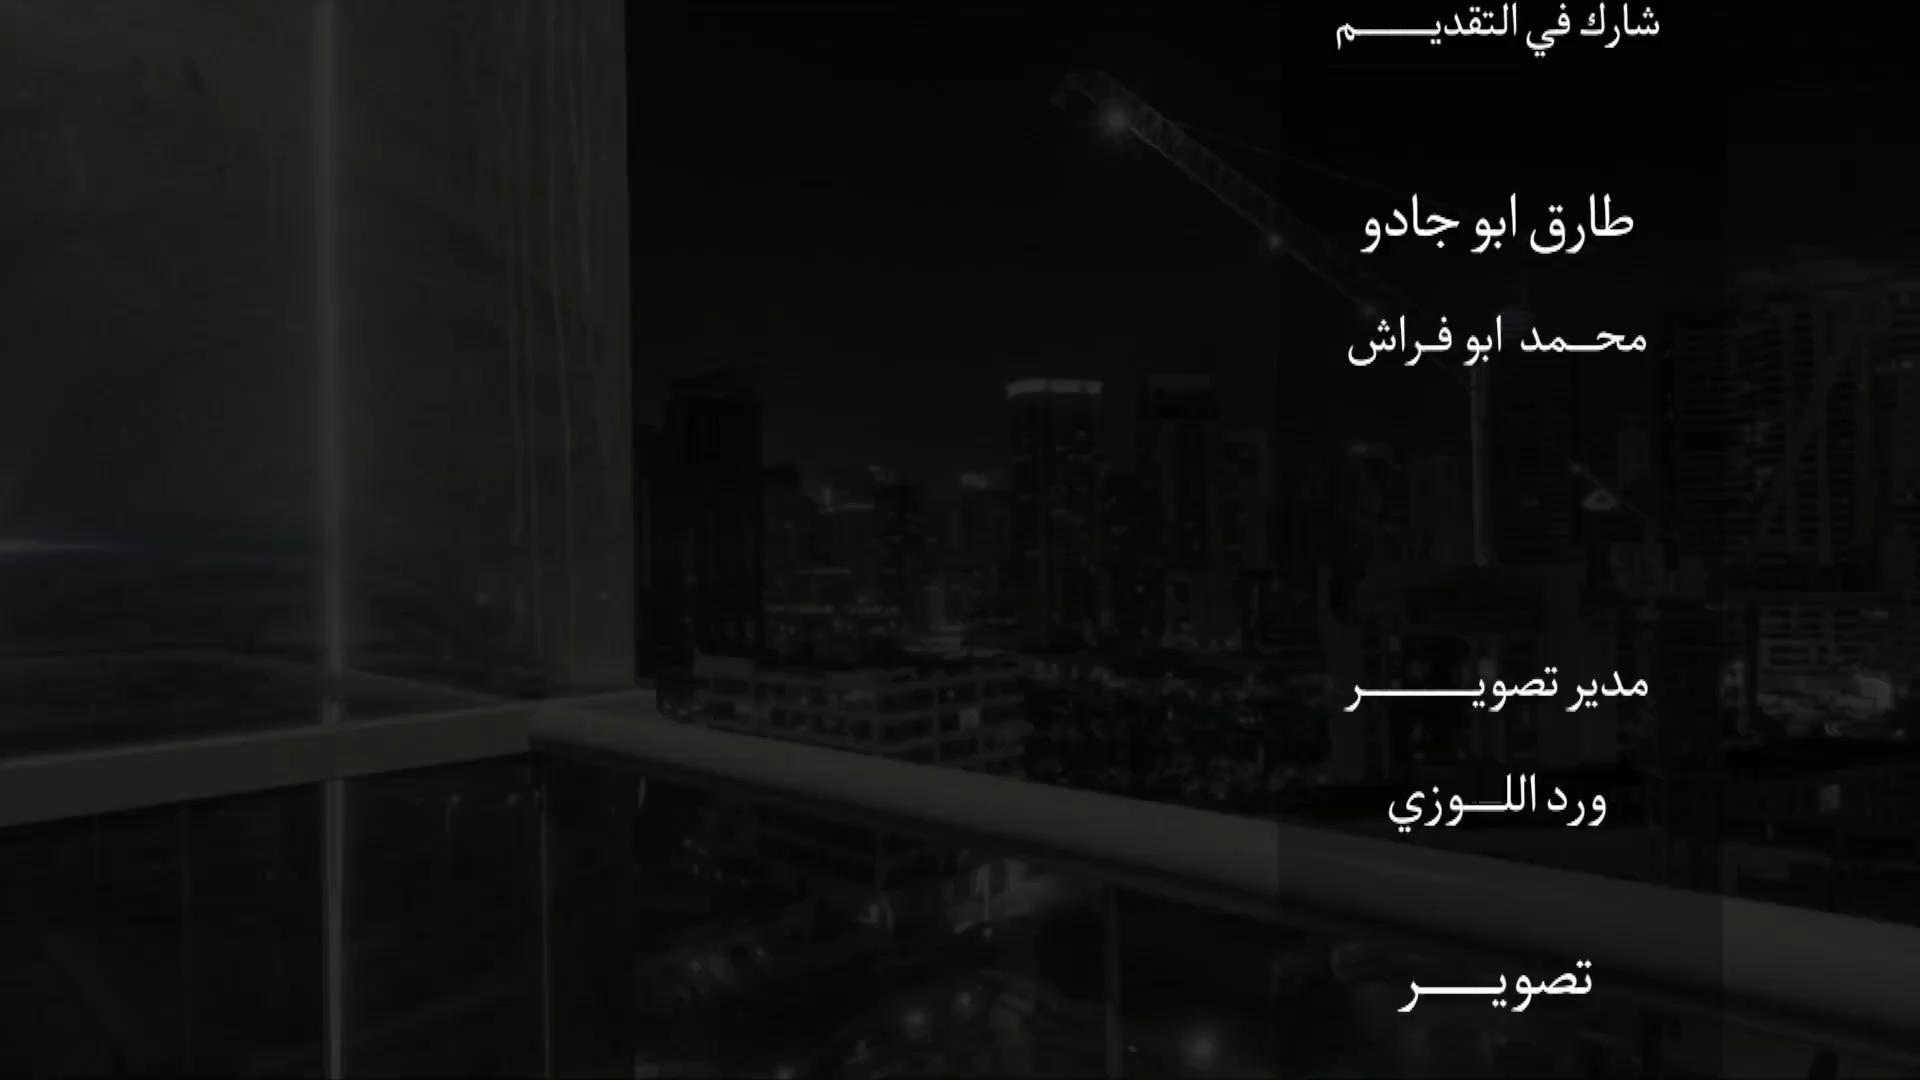 شارك في التقديم
طارق ابو جادو
محمد ابو فراش
مدير تصوير
ورد اللوزي
تصوير